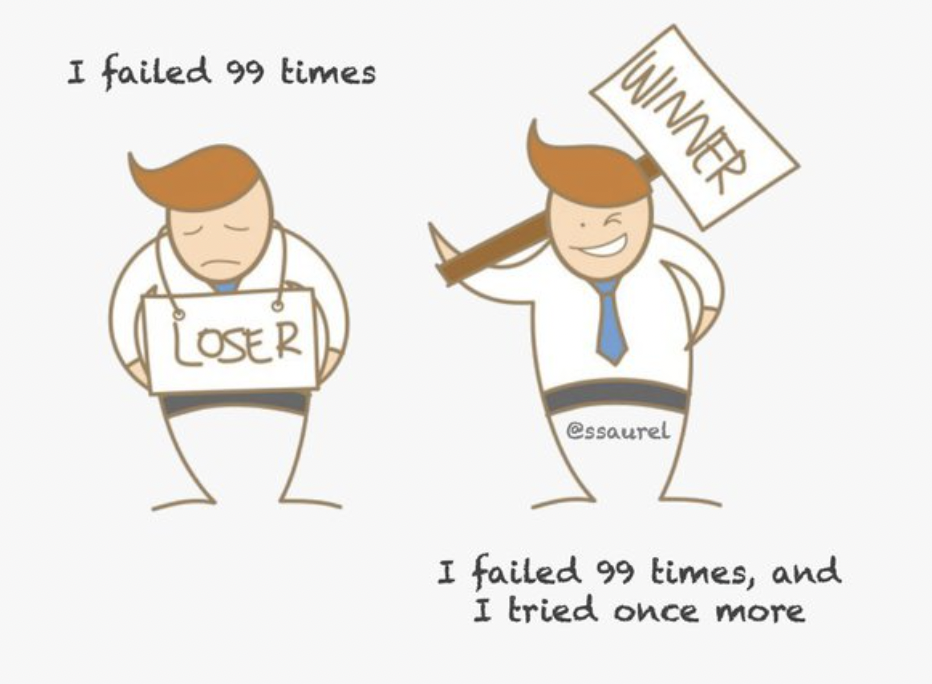 I failed 99 times
WINNER
LOSER
@ssaurel
I failed 99 times, and
I tried once more